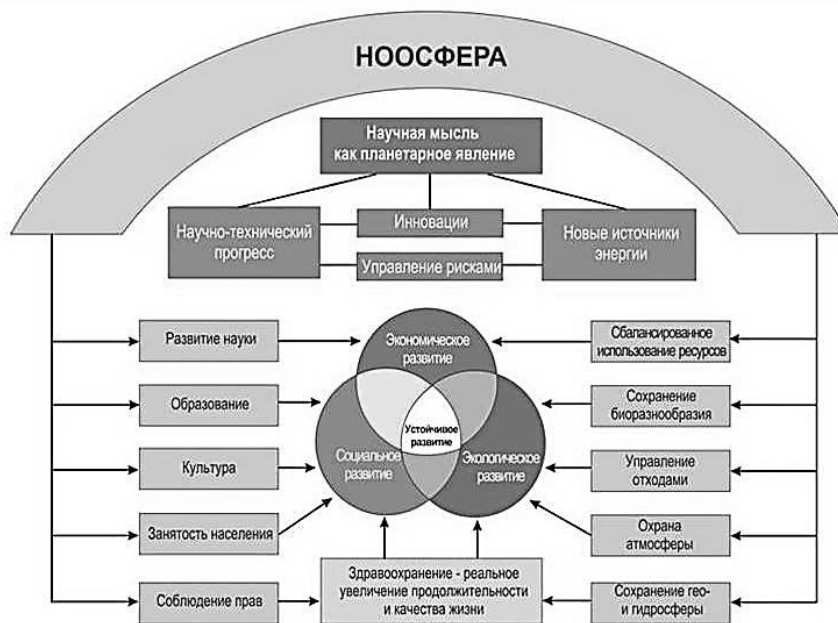 НООСФЕРА
Научная мысль
как планетарное явление
Научно-технический
прогресс
Инновации
Управление рисками
Новые источники
энергии
Развитие науки
Образование
Культура
Занятость населения
Соблюдение прав
Экономическое
развитие
Устойчивое
развитие
Социальное
развитие
Экологическое
развитие
Здравоохранение - реальное
увеличение продолжительности
и качества жизни
Сбалансированное
использование ресурсов
Сохранение
биоразнообразия
Управление
отходами
Охрана
атмосферы
Сохранение гео-
и гидросферы